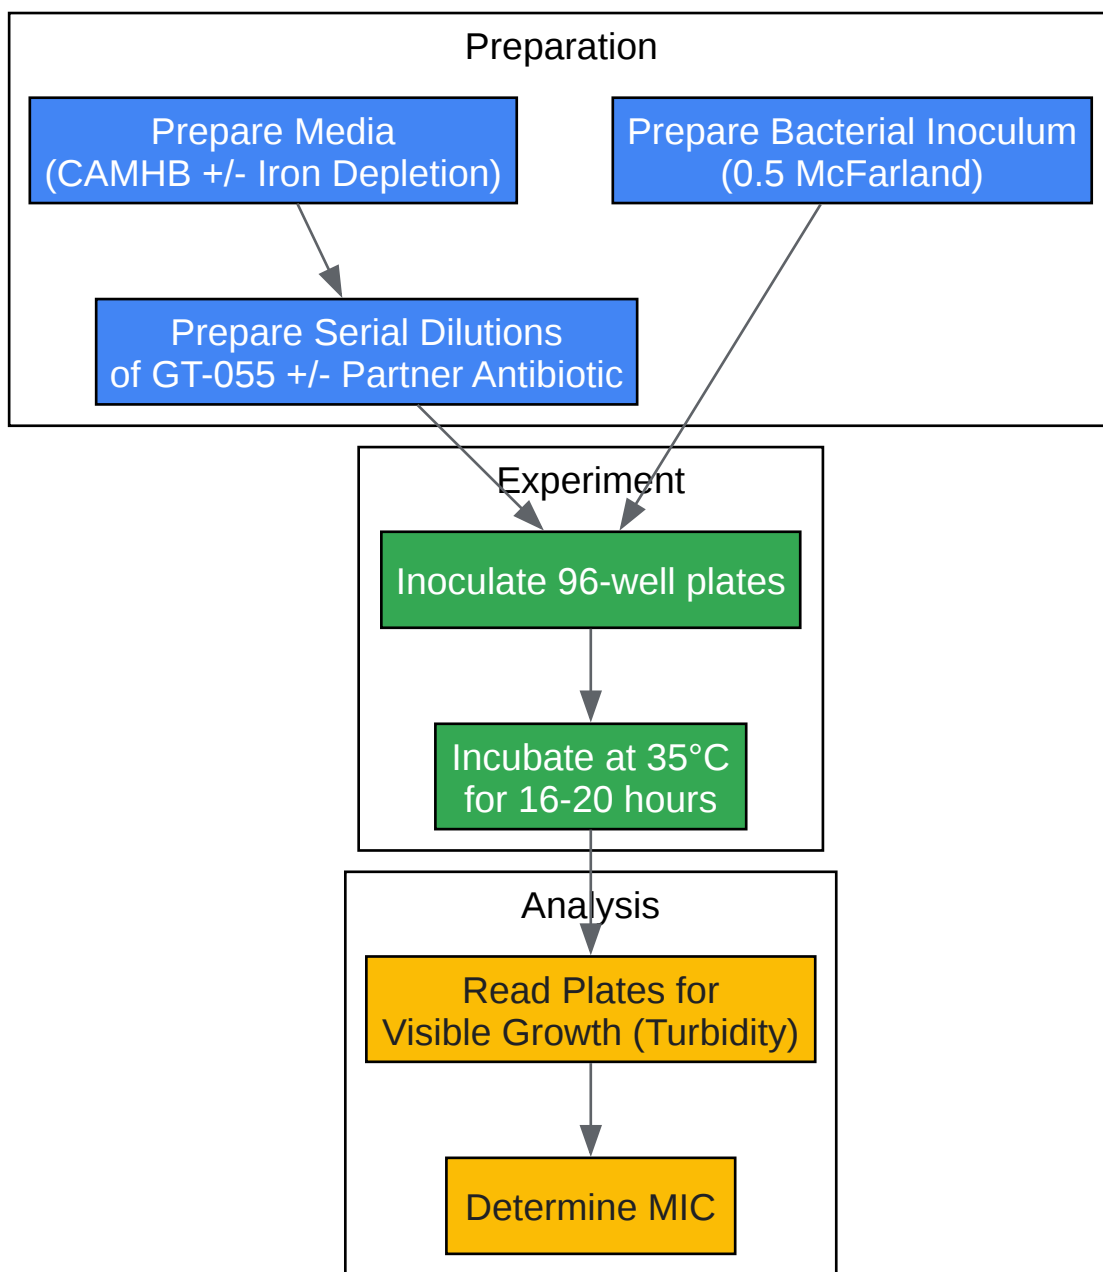 Preparation
Prepare Media
(CAMHB +/- Iron Depletion)
Prepare Bacterial Inoculum
(0.5 McFarland)
Prepare Serial Dilutions
of GT-055 +/- Partner Antibiotic
Experiment
Inoculate 96-well plates
Incubate at 35°C
for 16-20 hours
Analysis
Read Plates for
Visible Growth (Turbidity)
Determine MIC